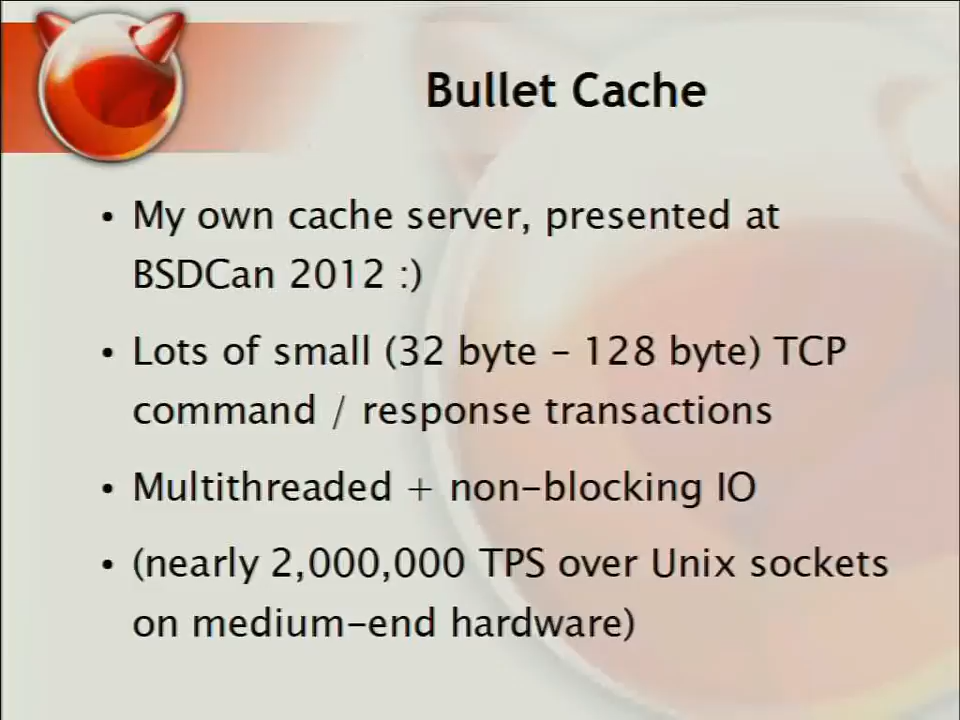 Bullet Cache
• My own cache server, presented at
BSDCan 2012 :)
• Lots of small (32 byte – 128 byte) TCP
command / response transactions
• Multithreaded + non-blocking IO
• (nearly 2,000,000 TPS over Unix sockets
on medium-end hardware)